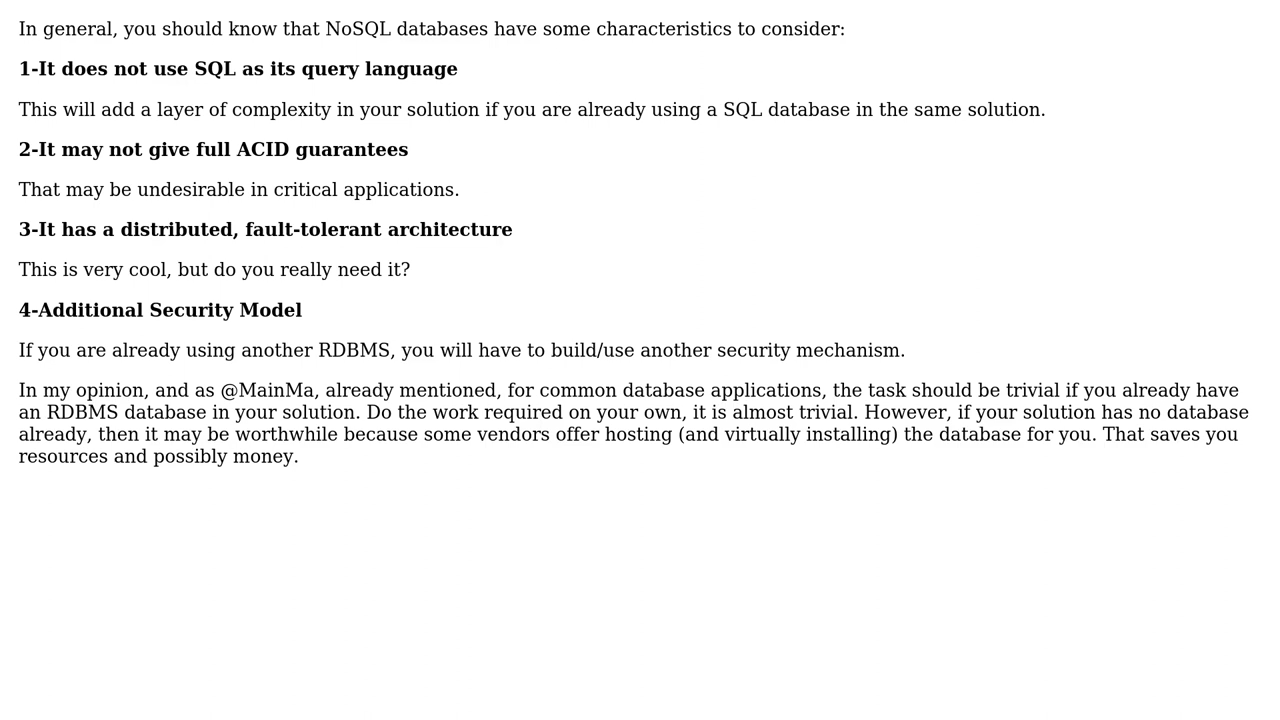 In general, you should know that NoSQL databases have some characteristics to consider:
1-It does not use SQL as its query language
This will add a layer of complexity in your solution if you are already using a SQL database in the same solution.
2-It may not give full ACID guarantees
That may be undesirable in critical applications.
3-It has a distributed, fault-tolerant architecture
This is very cool, but do you really need it?
4-Additional Security Model
If you are already using another RDBMS, you will have to build/use another security mechanism.
In my opinion, and as @MainMa, already mentioned, for common database applications, the task should be trivial if you already have
an RDBMS database in your solution. Do the work required on your own, it is almost trivial. However, if your solution has no database
already, then it may be worthwhile because some vendors offer hosting (and virtually installing) the database for you. That saves you
resources and possibly money.